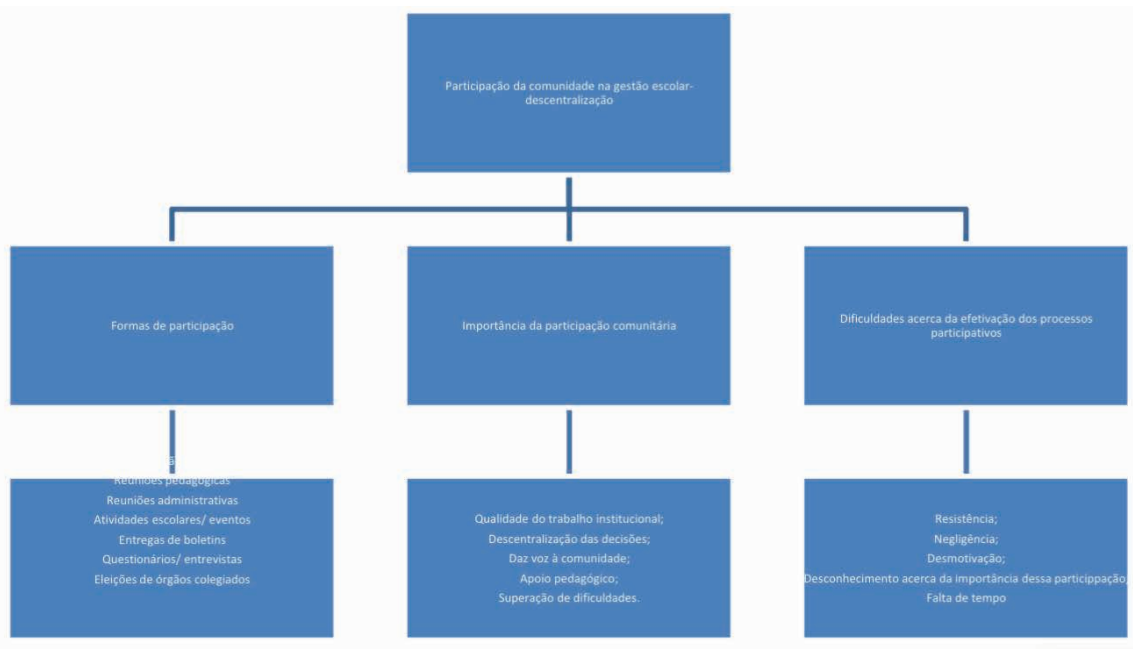 Participação da comunidade na gestão escolar-
descentralização
Formas de participação
Importância da participação comunitária
Dificuldades acerca da efetivação dos processos
participativos
Reuniões pedagógicas
Reuniões administrativas
Atividades escolares/ eventos
Entregas de boletins
Questionários/ entrevistas
Eleições de órgãos colegiados
Qualidade do trabalho institucional;
Descentralização das decisões;
Daz voz à comunidade;
Apoio pedagógico;
Superação de dificuldades.
Resistência;
Negligência;
Desmotivação;
Desconhecimento acerca da importância dessa particippação;
Falta de tempo